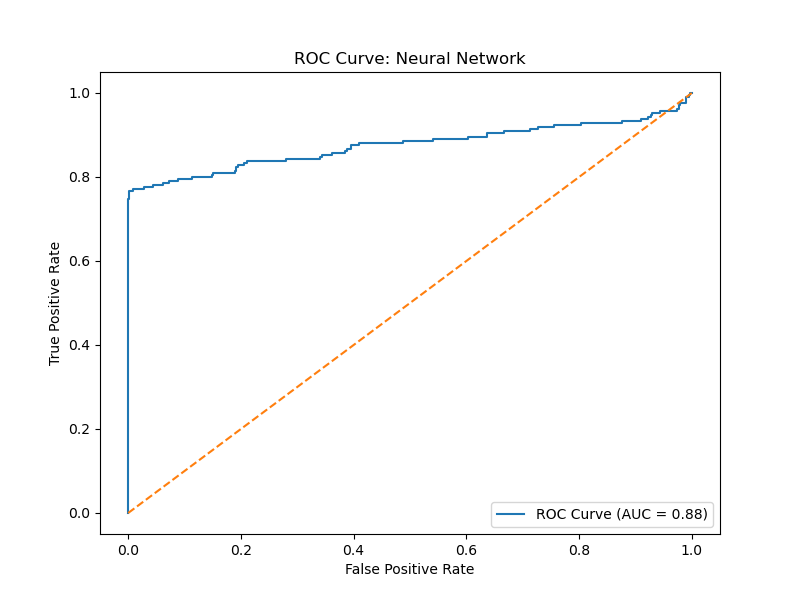 ROC Curve: Neural Network
True Positive Rate
1.0
0.8
0.6
0.4
0.2
0.0
ROC Curve (AUC = 0.88)
0.0 0.2 0.4 0.6 0.8 1.0
False Positive Rate